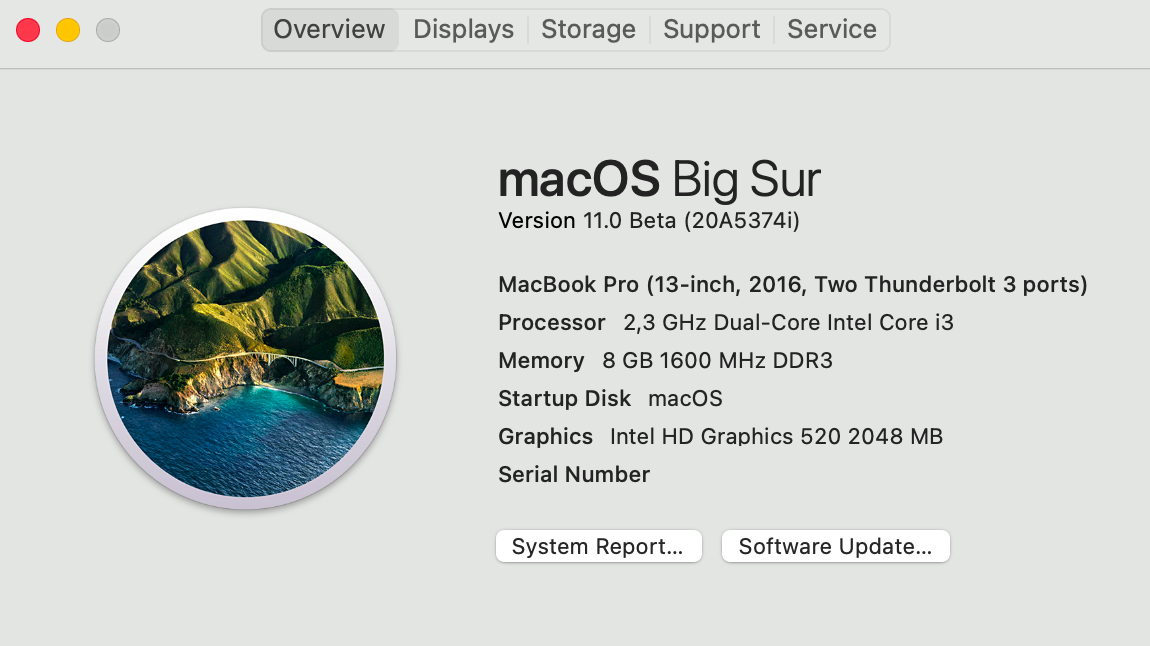 Overview Displays Storage Support Service
macOS Big Sur
Version 11.0 Beta (20A5374i)
MacBook Pro (13-inch, 2016, Two Thunderbolt 3 ports)
Processor 2,3 GHz Dual-Core Intel Core i3
Memory 8 GB 1600 MHz DDR3
Startup Disk macOS
Graphics Intel HD Graphics 520 2048 MB
Serial Number
System Report... Software Update...